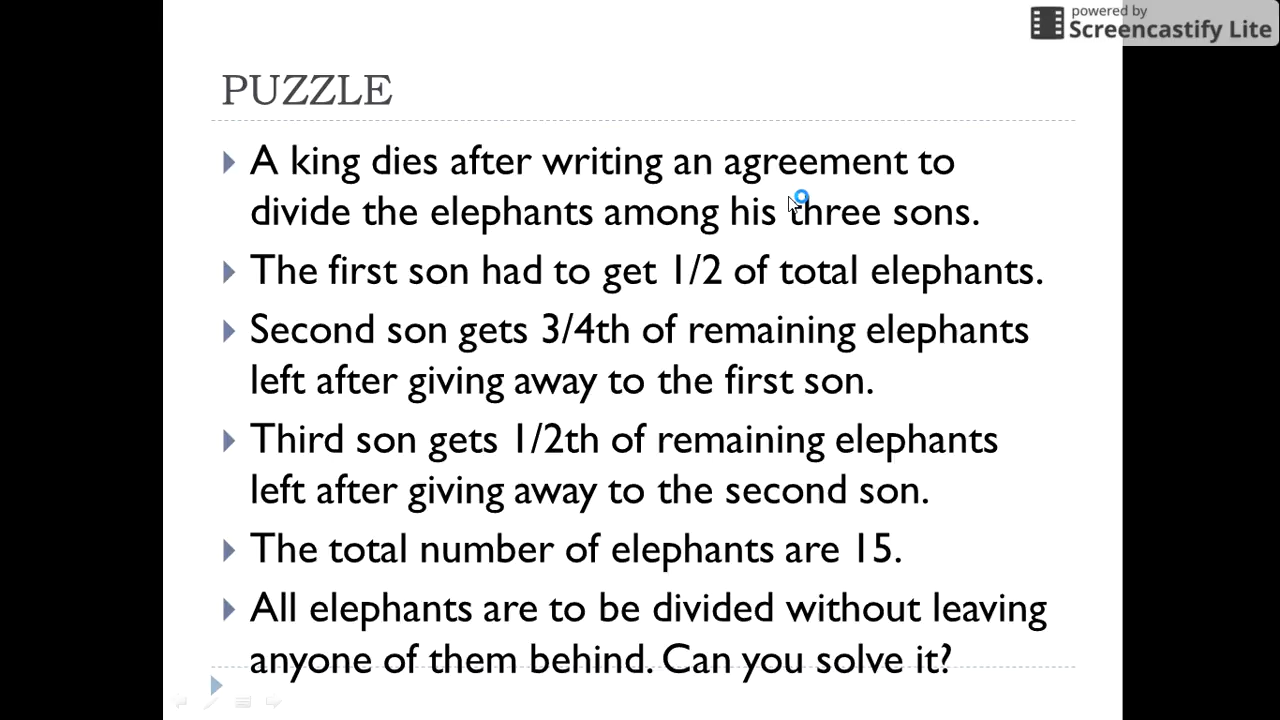 powered by
Screencastify Lite
PUZZLE
A king dies after writing an agreement to
divide the elephants among his three sons.
The first son had to get 1/2 of total elephants.
Second son gets 3/4th of remaining elephants
left after giving away to the first son.
Third son gets 1/2th of remaining elephants
left after giving away to the second son.
The total number of elephants are 15.
All elephants are to be divided without leaving
anyone of them behind. Can you solve it?